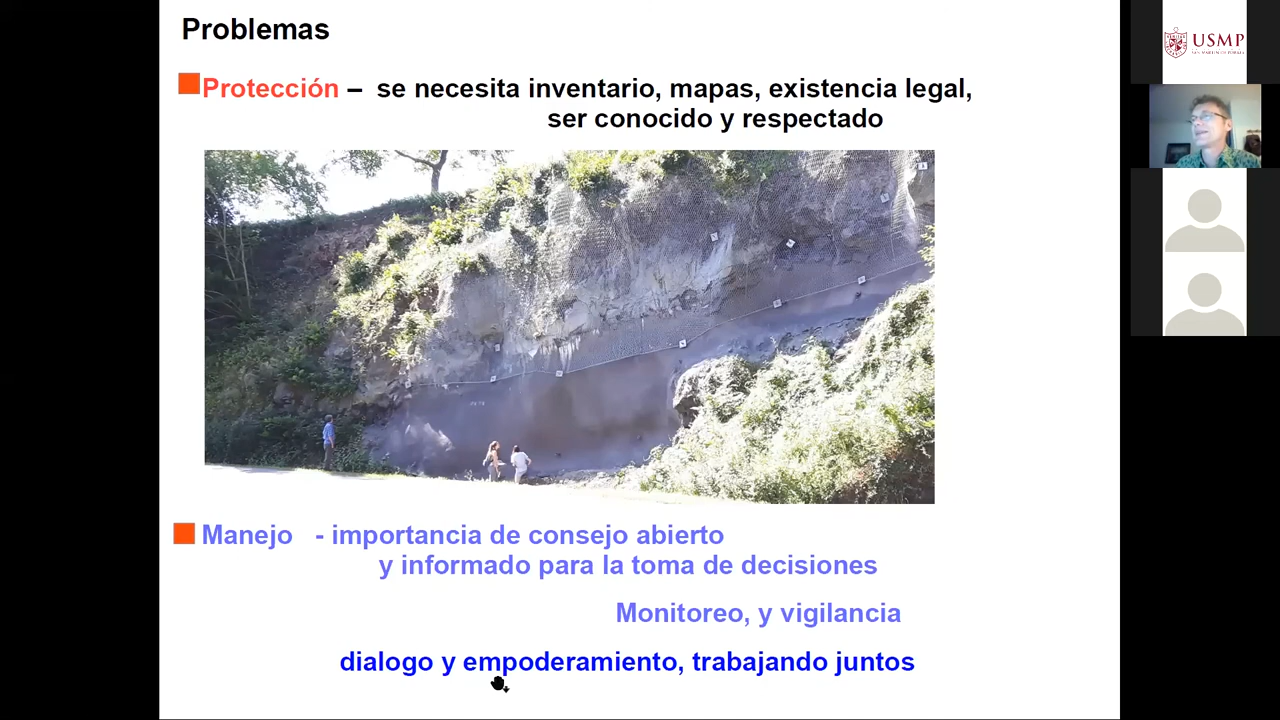 Problemas
Protección – se necesita inventario, mapas, existencia legal,
ser conocido y respectado
Manejo - importancia de consejo abierto
y informado para la toma de decisiones
Monitoreo, y vigilancia
dialogo y empoderamiento, trabajando juntos
USMP